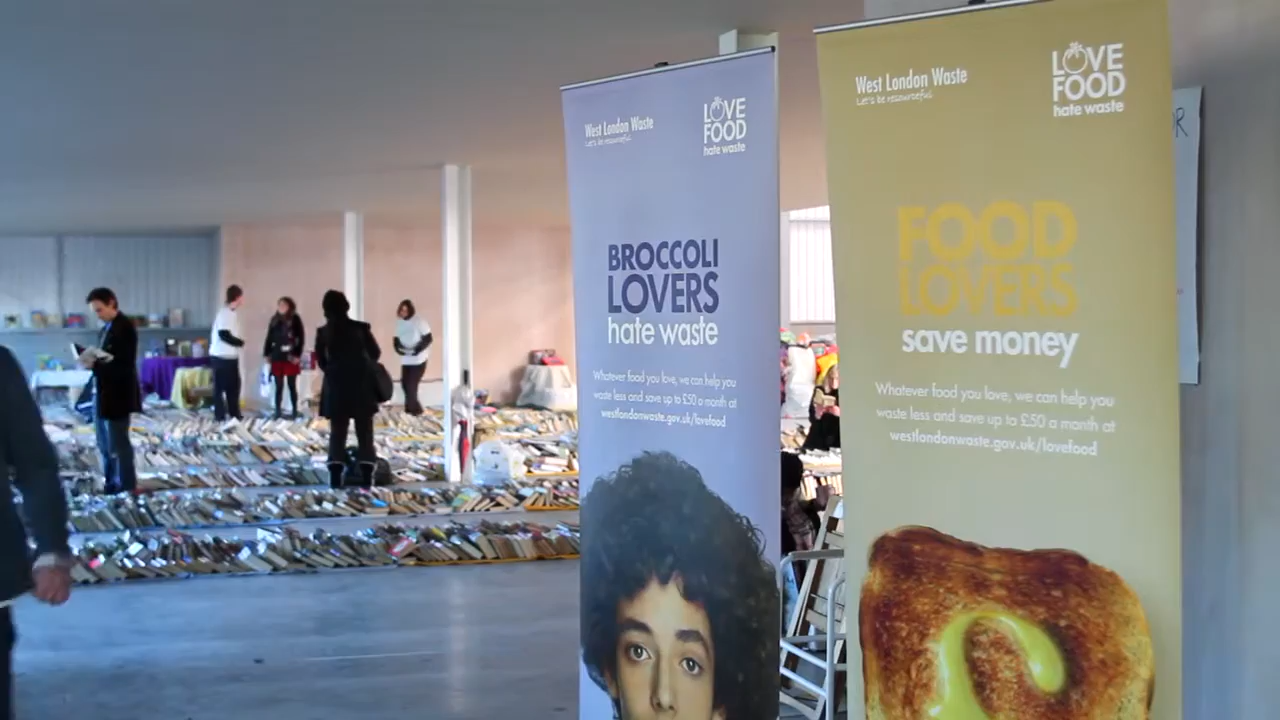 West London Waste
Let's be resourceful.
LOVE
FOOD
hate waste
BROCCOLI
LOVERS
hate waste
Whatever food you love, we can help you
waste less and save up to £50 a month at
westlondonwaste.gov.uk/lovefood
West London Waste
Let's be resourceful.
LOVE
FOOD
hate waste
FOOD
LOVERS
save money
Whatever food you love, we can help you
waste less and save up to £50 a month at
westlondonwaste.gov.uk/lovefood
R